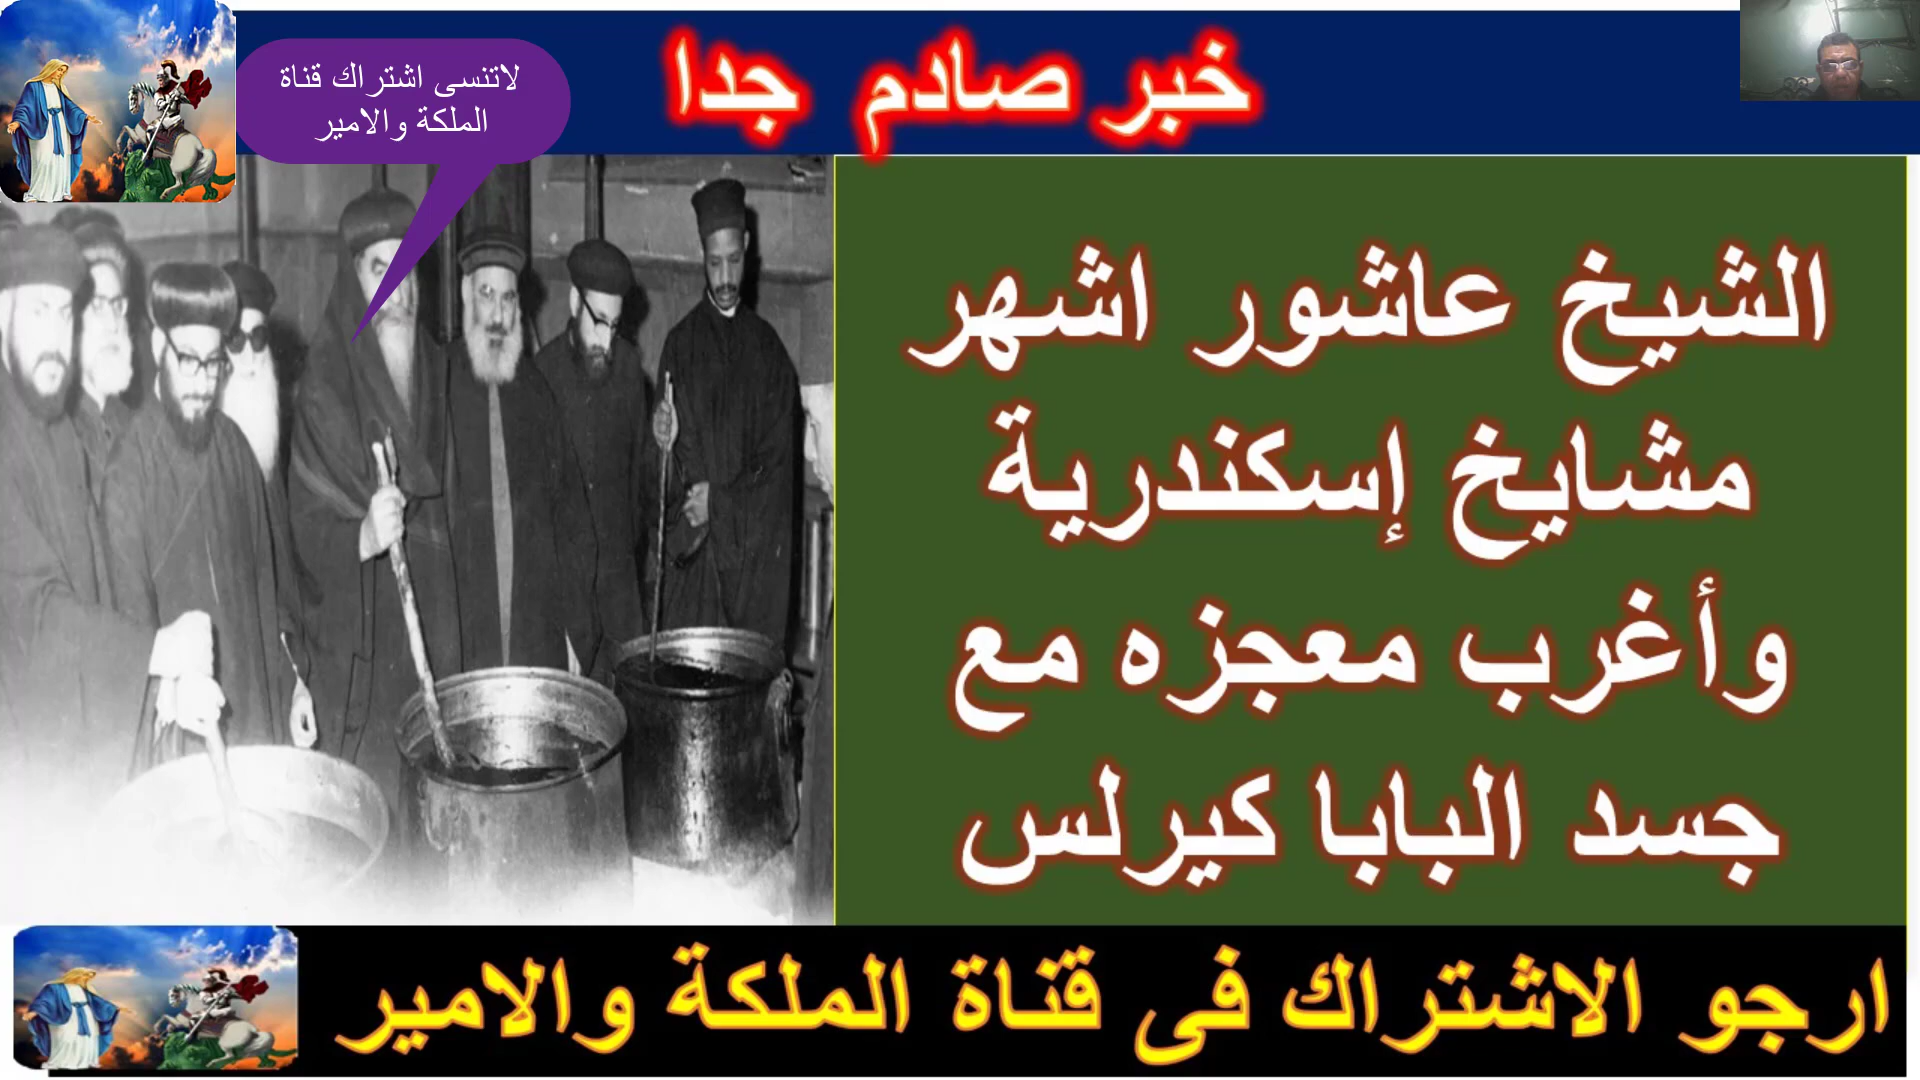 خبر صادم جدا
لاتنسى اشتراك قناة
الملكة والامير
الشيخ عاشور اشهر
مشايخ إسكندرية
وأغرب معجزه مع
جسد البابا كيرلس
ارجو الاشتراك فى قناة الملكة والامير